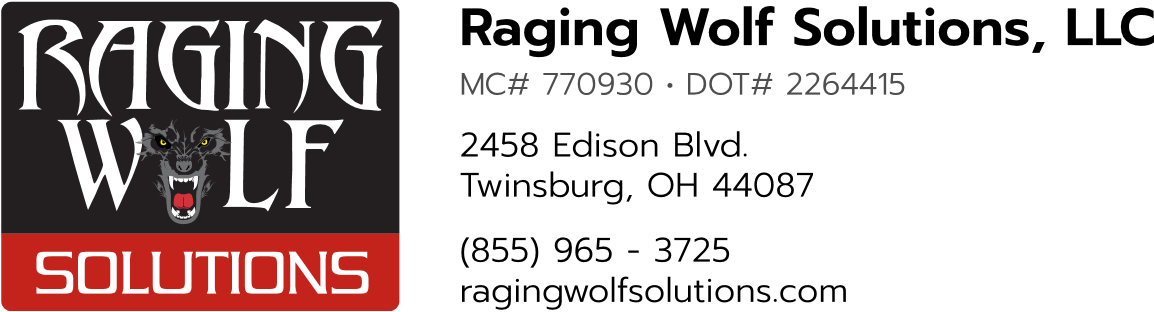 RAGING
WOLF
SOLUTIONS
Raging Wolf Solutions, LLC
MC# 770930 • DOT# 2264415
2458 Edison Blvd.
Twinsburg, OH 44087
(855) 965 - 3725
ragingwolfsolutions.com